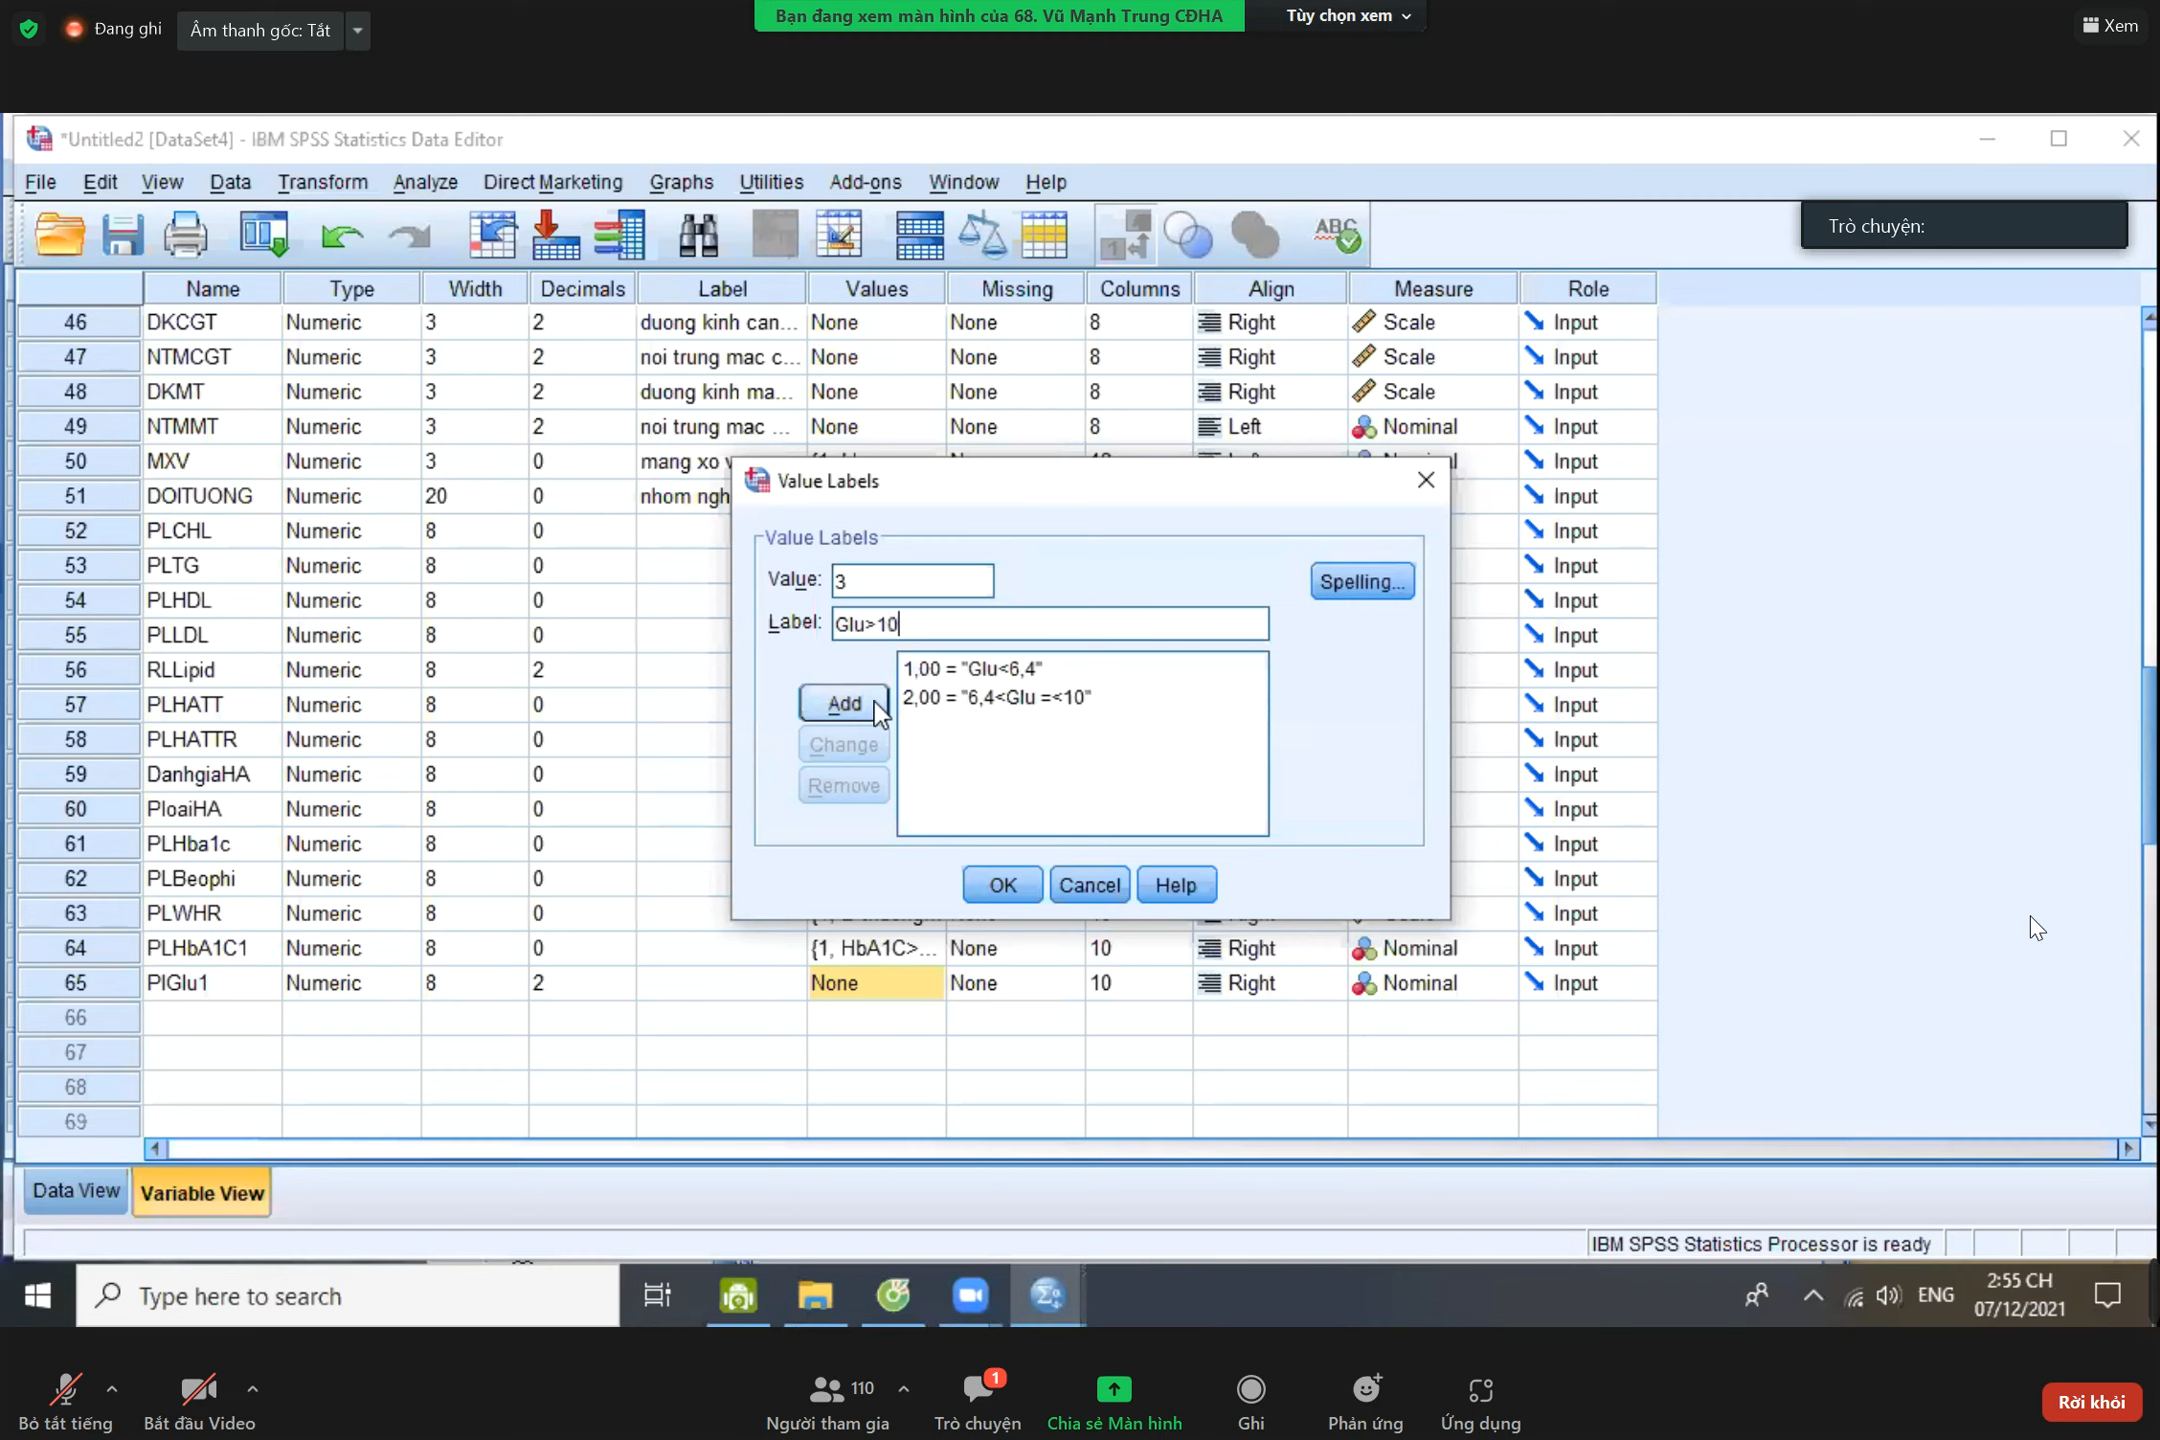 Đang ghi
Âm thanh gốc: Tắt
Bạn đang xem màn hình của 68. Vũ Mạnh Trung CĐHA
Tùy chọn xem
Xem
*Untitled2 [DataSet4] - IBM SPSS Statistics Data Editor
File Edit View Data Transform Analyze Direct Marketing Graphs Utilities Add-ons Window Help
Trò chuyện:
Name Type Width Decimals Label Values Missing Columns Align Measure Role
46 DKCGT Numeric 3 2 duong kinh can... None None 8 Right Scale Input
47 NTMCGT Numeric 3 2 noi trung mac c... None None 8 Right Scale Input
48 DKMT Numeric 3 2 duong kinh ma... None None 8 Right Scale Input
49 NTMMT Numeric 3 2 noi trung mac ... None None 8 Left Nominal Input
50 MXV Numeric 3 0 mang xo v Input
51 DOITUONG Numeric 20 0 nhom ngh Input
52 PLCHL Numeric 8 0 Input
53 PLTG Numeric 8 0 Input
54 PLHDL Numeric 8 0 Input
55 PLLDL Numeric 8 0 Input
56 RLLipid Numeric 8 2 Input
57 PLHATT Numeric 8 0 Input
58 PLHATTR Numeric 8 0 Input
59 DanhgiaHA Numeric 8 0 Input
60 PloaiHA Numeric 8 0 Input
61 PLHba1c Numeric 8 0 Input
62 PLBeophi Numeric 8 0 Input
63 PLWHR Numeric 8 0 Input
64 PLHbA1C1 Numeric 8 0 {1, HbA1C>... None 10 Right Nominal Input
65 PlGlu1 Numeric 8 2 None None 10 Right Nominal Input
66
67
68
69
Value Labels
Value Labels
Value: 3
Spelling...
Label: Glu>10
1,00 = "Glu<6,4"
2,00 = "6,4<Glu =<10"
Add
Change
Remove
OK Cancel Help
Data View Variable View
IBM SPSS Statistics Processor is ready
Type here to search
ENG
2:55 CH
07/12/2021
Bỏ tắt tiếng
Bắt đầu Video
110
Người tham gia
1
Trò chuyện
Chia sẻ Màn hình
Ghi
Phản ứng
Ứng dụng
Rời khỏi